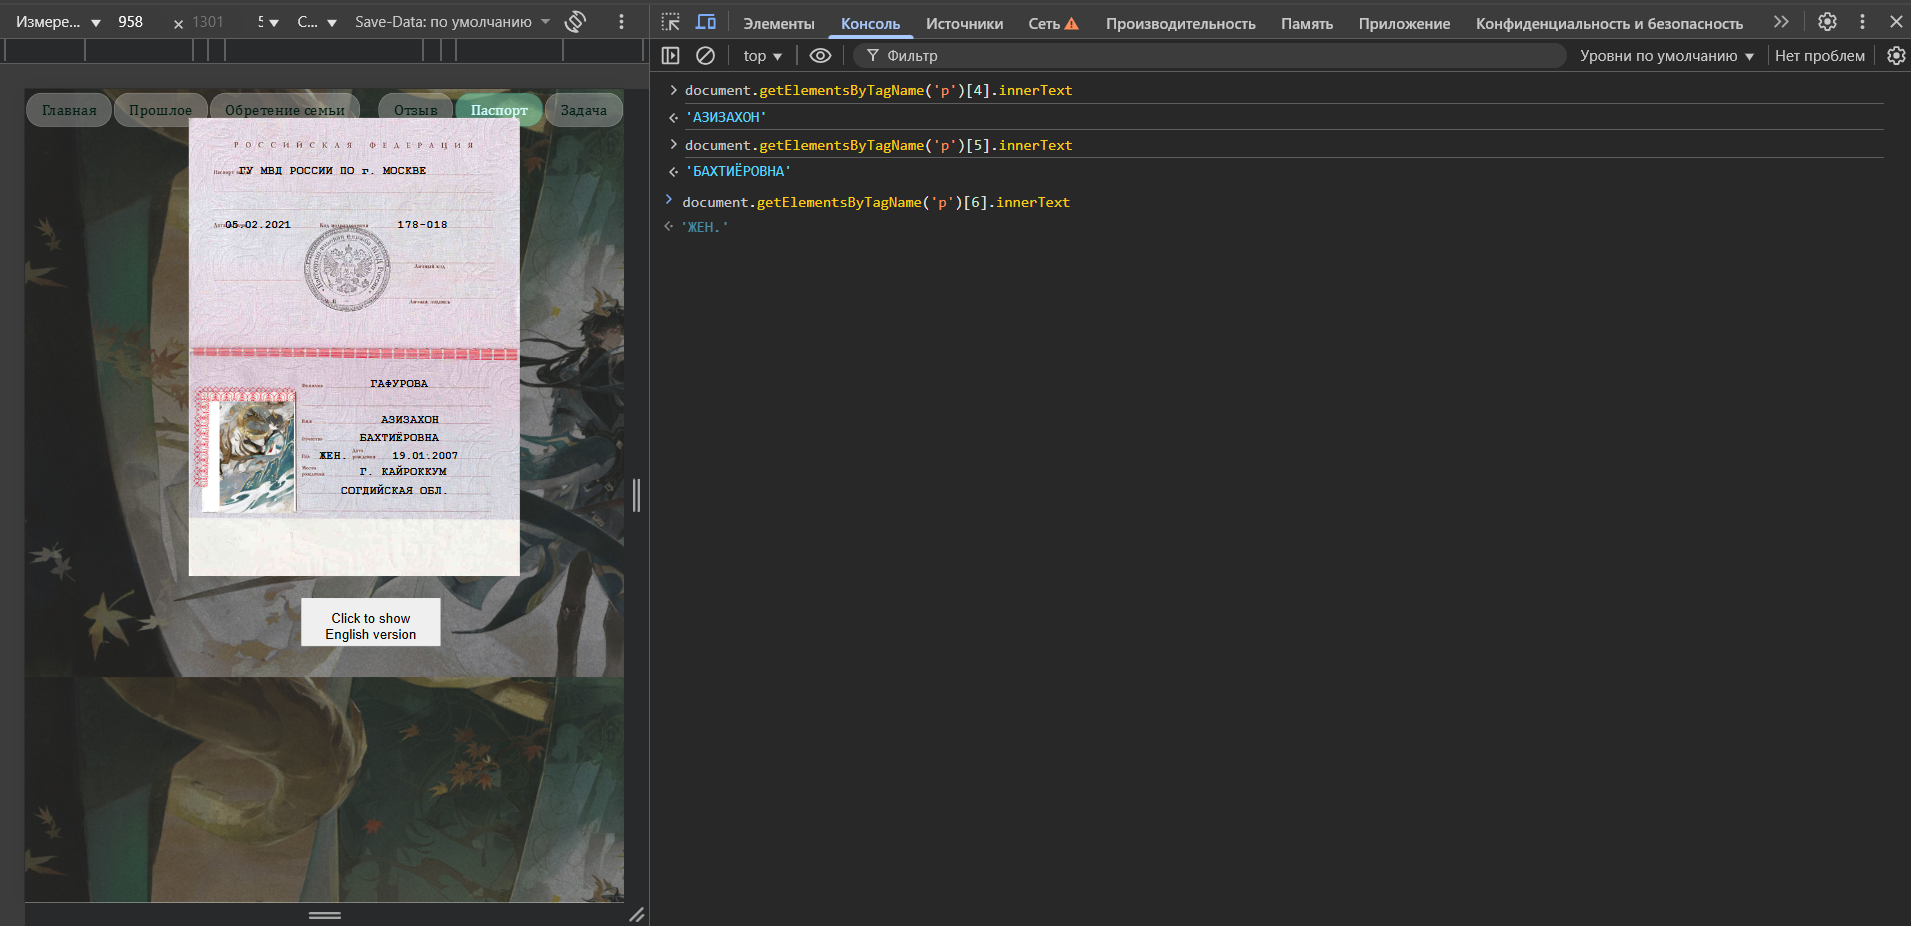 Измере... 958 × 1301 5 С... Save-Data: по умолчанию
Элементы Консоль Источники Сеть Производительность Память Приложение Конфиденциальность и безопасность
top Фильтр Уровни по умолчанию Нет проблем
Главная Прошлое Обретение семьи Отзыв Паспорт Задача
РОССИЙСКАЯ ФЕДЕРАЦИЯ
Паспорт ГУ МВД РОССИИ ПО г. МОСКВЕ
05-02.2021 Код подразделения 178-018
Личный код
М.П. Личная подпись
Фамилия ГАФУРОВА
Имя АЗИЗАХОН
Отчество БАХТИЁРОВНА
Пол ЖЕН. Дата рождения 19.01.2007
Место рождения Г. КАЙРОККУМ
СОГДИЙСКАЯ ОБЛ.
Click to show
English version
document.getElementsByTagName('p')[4].innerText
'АЗИЗАХОН'
document.getElementsByTagName('p')[5].innerText
'БАХТИЁРОВНА'
document.getElementsByTagName('p')[6].innerText
'ЖЕН.'